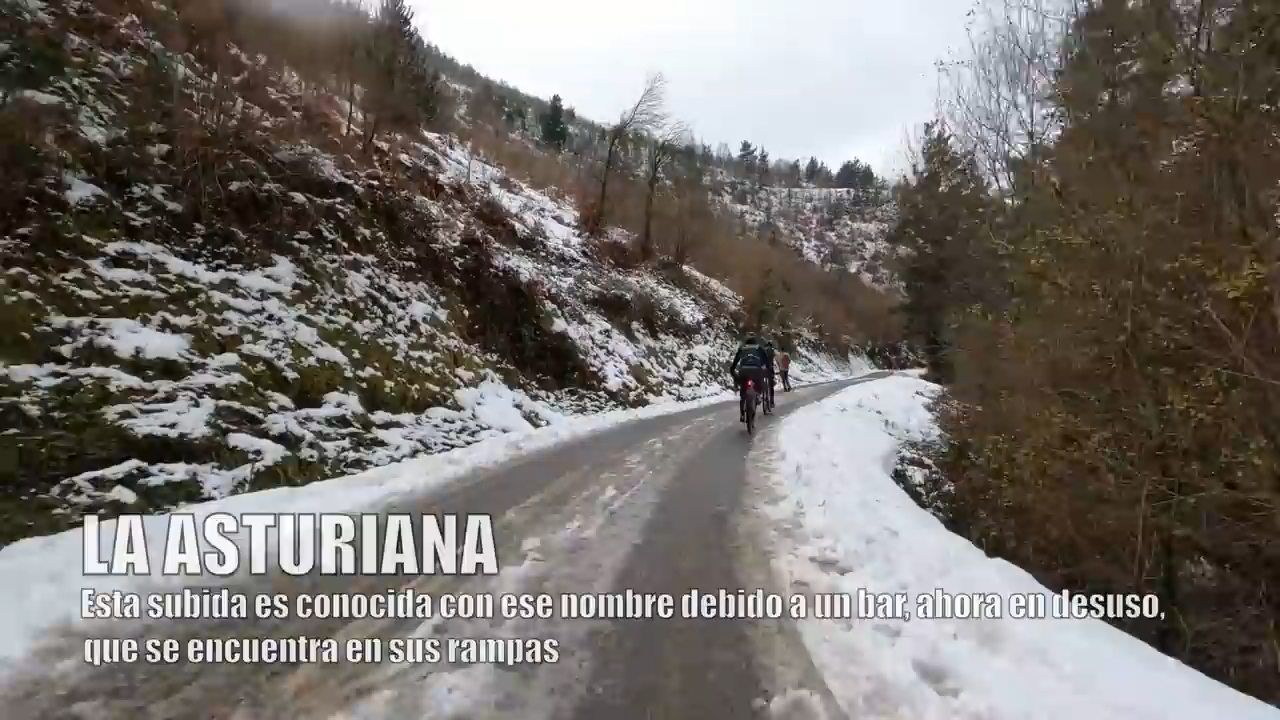 LA ASTURIANA
Esta subida es conocida con ese nombre debido a un bar, ahora en desuso,
que se encuentra en sus rampas